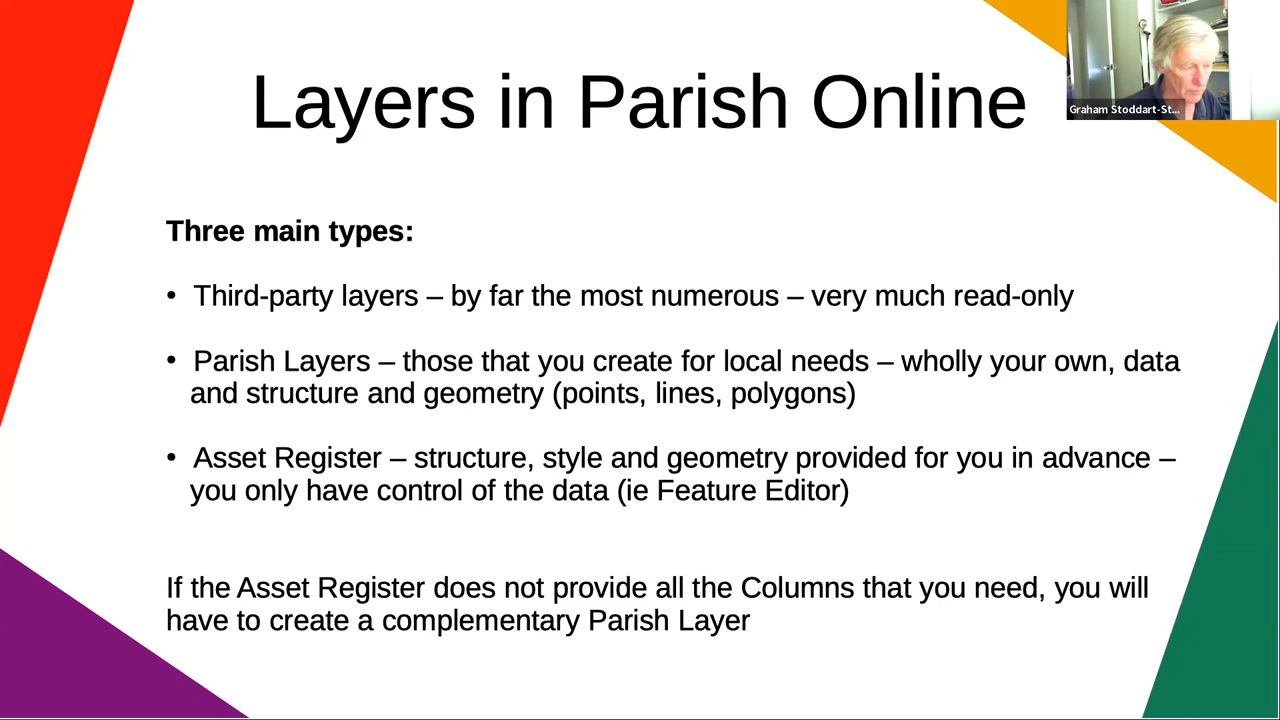 Layers in Parish Online
Graham Stoddart-St...
Three main types:
• Third-party layers – by far the most numerous – very much read-only
• Parish Layers – those that you create for local needs – wholly your own, data
and structure and geometry (points, lines, polygons)
• Asset Register – structure, style and geometry provided for you in advance –
you only have control of the data (ie Feature Editor)
If the Asset Register does not provide all the Columns that you need, you will
have to create a complementary Parish Layer